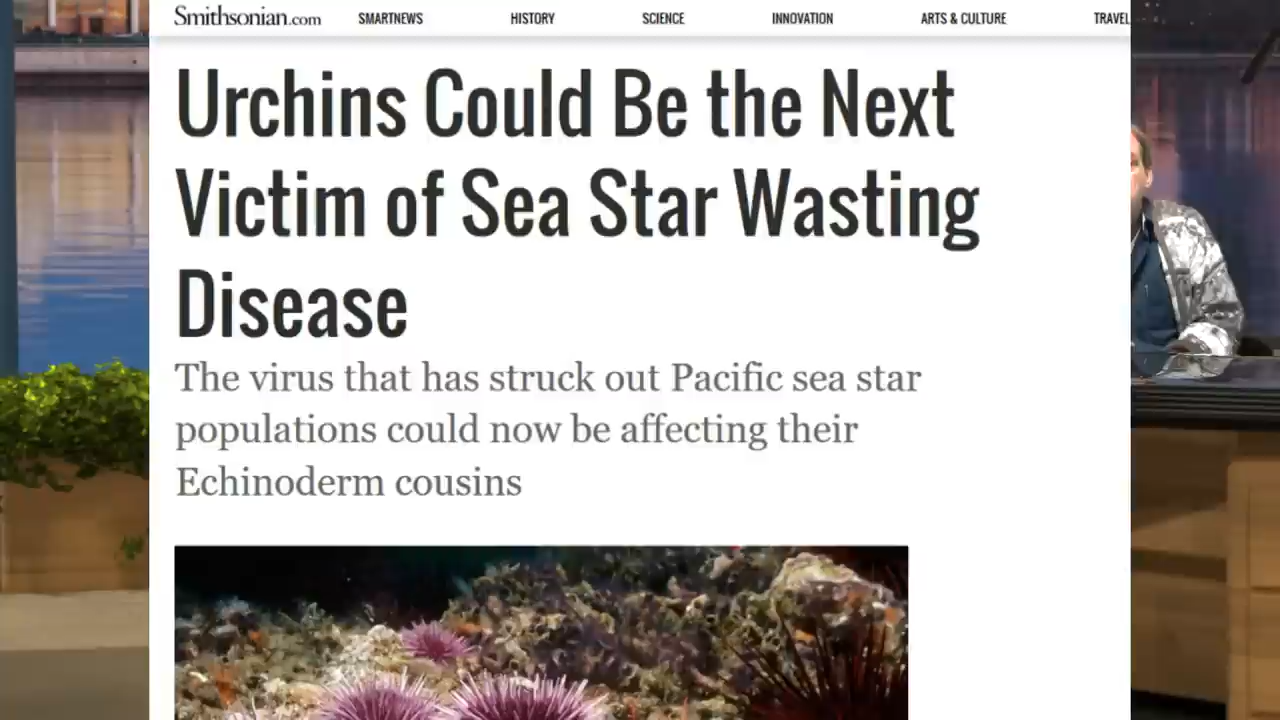 Smithsonian.com SMARTNEWS HISTORY SCIENCE INNOVATION ARTS & CULTURE TRAVEL
Urchins Could Be the Next
Victim of Sea Star Wasting
Disease
The virus that has struck out Pacific sea star
populations could now be affecting their
Echinoderm cousins